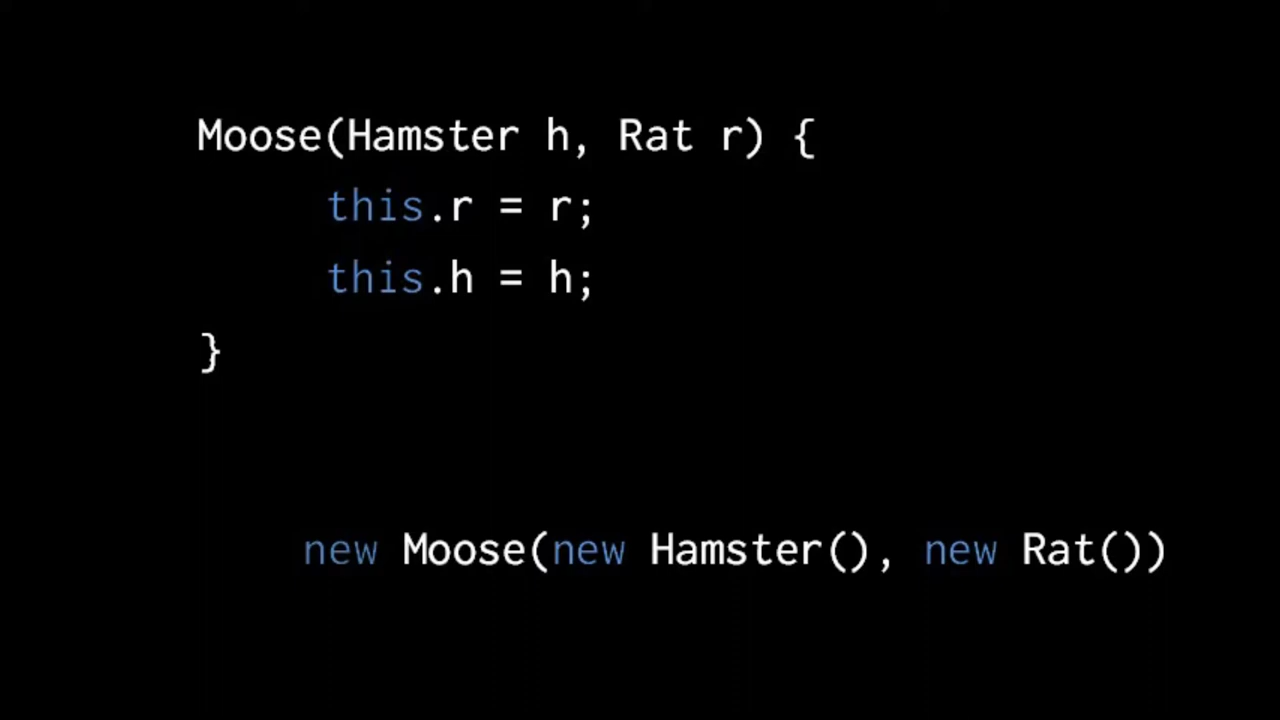 Moose(Hamster h, Rat r) {
this.r = r;
this.h = h;
}
new Moose(new Hamster(), new Rat())